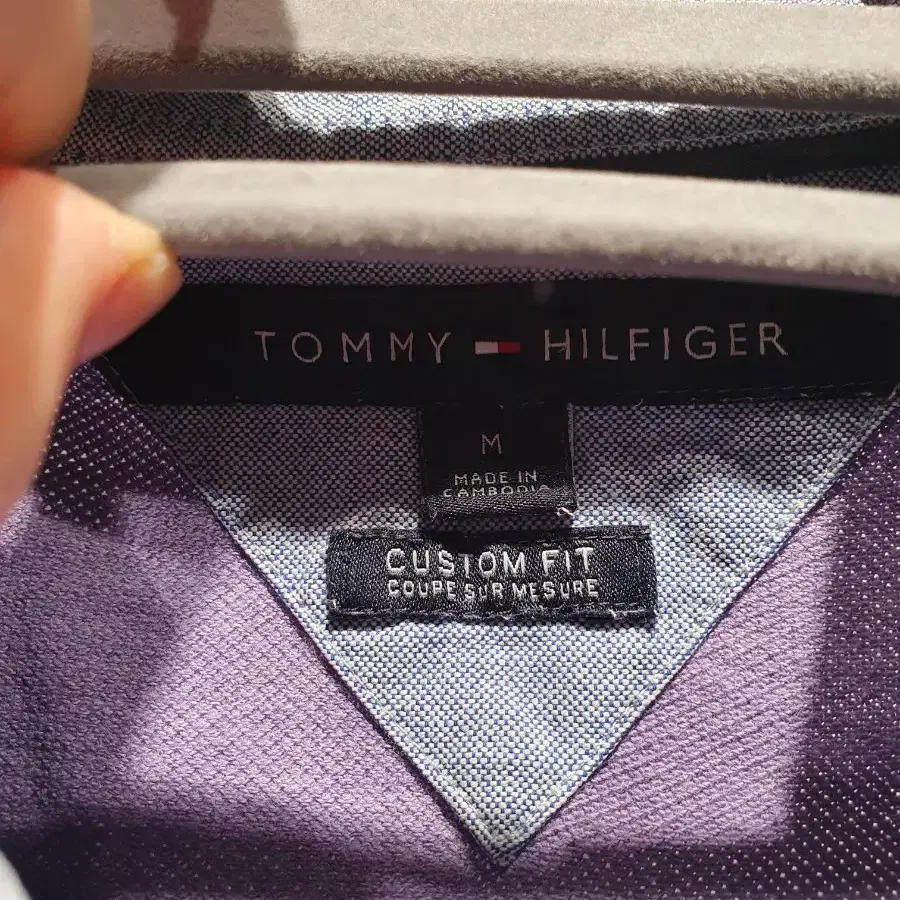 TOMMY HILFIGER
M
MADE IN
CAMBODIA
CUSTOM FIT
COUPE SUR MESURE